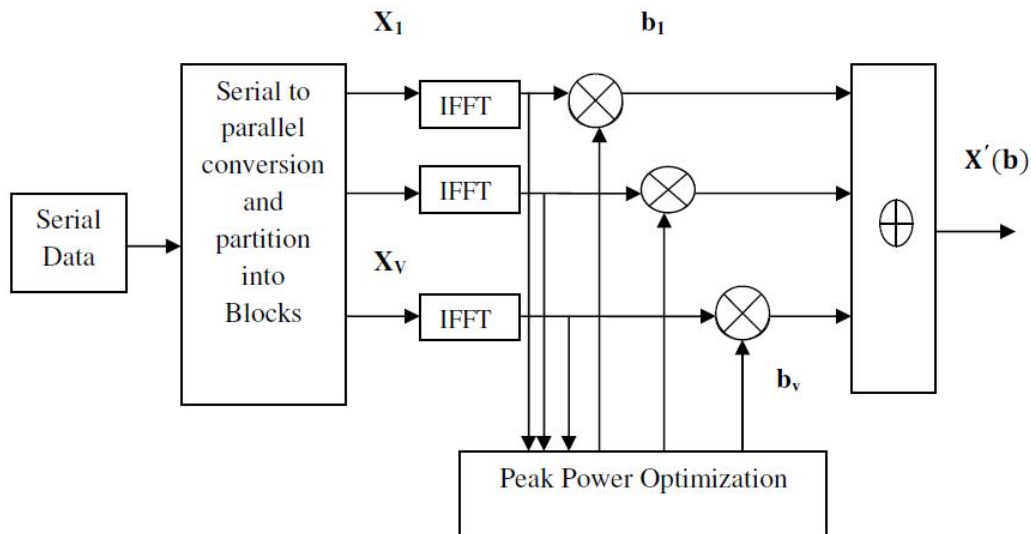 X₁
b₁
Serial to
parallel
conversion
and
partition
into
Blocks
IFFT
IFFT
IFFT
X′(b)
Serial
Data
Xᵥ
bᵥ
Peak Power Optimization